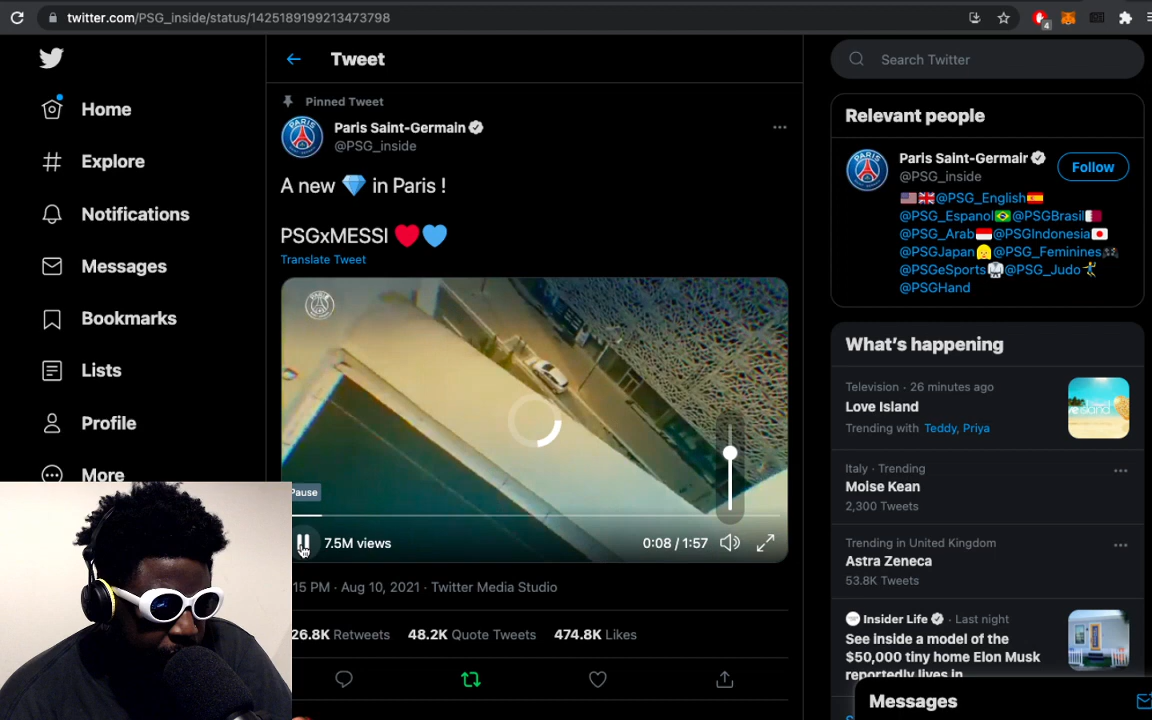 twitter.com/PSG_inside/status/1425189199213473798
4
Home
Explore
Notifications
Messages
Bookmarks
Lists
Profile
More
Tweet
Pinned Tweet
Paris Saint-Germain
@PSG_inside
A new 💎 in Paris !
PSGxMESSI ❤️💙
Translate Tweet
Pause
7.5M views
0:08 / 1:57
15 PM · Aug 10, 2021 · Twitter Media Studio
26.8K Retweets 48.2K Quote Tweets 474.8K Likes
Search Twitter
Relevant people
Paris Saint-Germain
@PSG_inside
Follow
🇺🇸🇬🇧@PSG_English🇪🇸
@PSG_Espanol🇧🇷@PSGBrasil🇶🇦
@PSG_Arab🇮🇩@PSGIndonesia🇯🇵
@PSGJapan👱‍♀️@PSG_Feminines🎮
@PSGeSports🥋@PSG_Judo🤾
@PSGHand
What's happening
Television · 26 minutes ago
Love Island
Trending with Teddy, Priya
Italy · Trending
Moise Kean
2,300 Tweets
Trending in United Kingdom
Astra Zeneca
53.8K Tweets
Insider Life · Last night
See inside a model of the
$50,000 tiny home Elon Musk
reportedly lives in
Messages